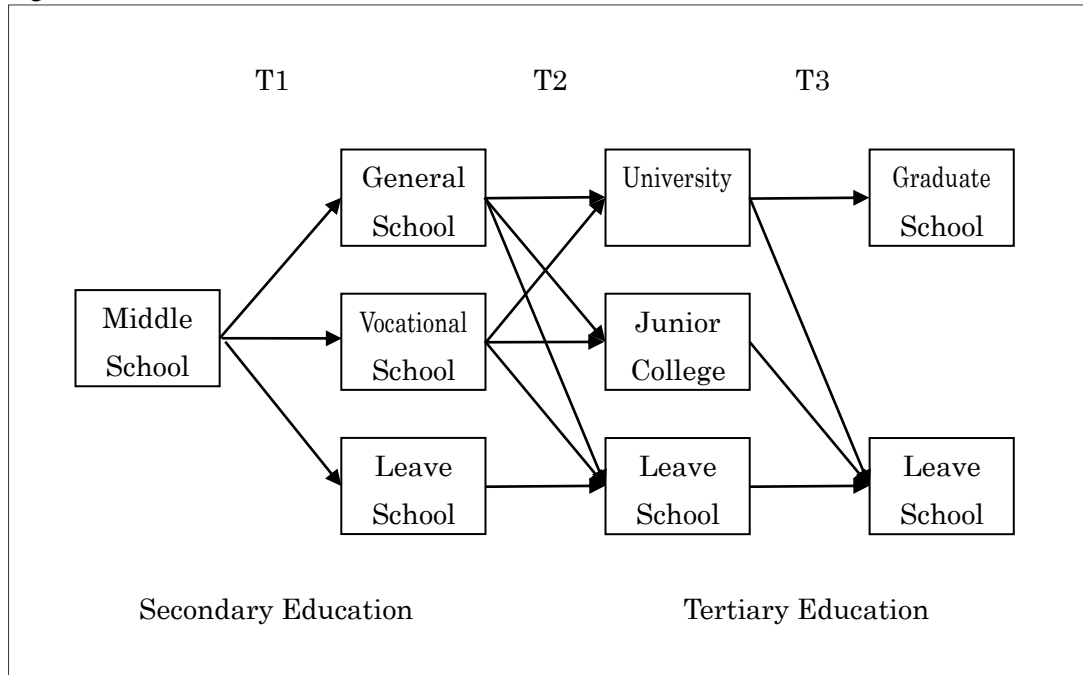 T1 T2 T3
General
School
University
Graduate
School
Middle
School
Vocational
School
Junior
College
Leave
School
Leave
School
Leave
School
Secondary Education Tertiary Education